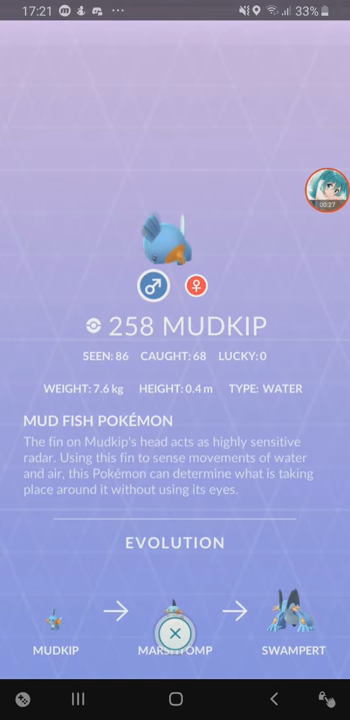 17:21
33%
00:27
258 MUDKIP
SEEN: 86 CAUGHT: 68 LUCKY: 0
WEIGHT: 7.6 kg HEIGHT: 0.4 m TYPE: WATER
MUD FISH POKÉMON
The fin on Mudkip's head acts as highly sensitive
radar. Using this fin to sense movements of water
and air, this Pokémon can determine what is taking
place around it without using its eyes.
EVOLUTION
MUDKIP MARSHTOMP SWAMPERT